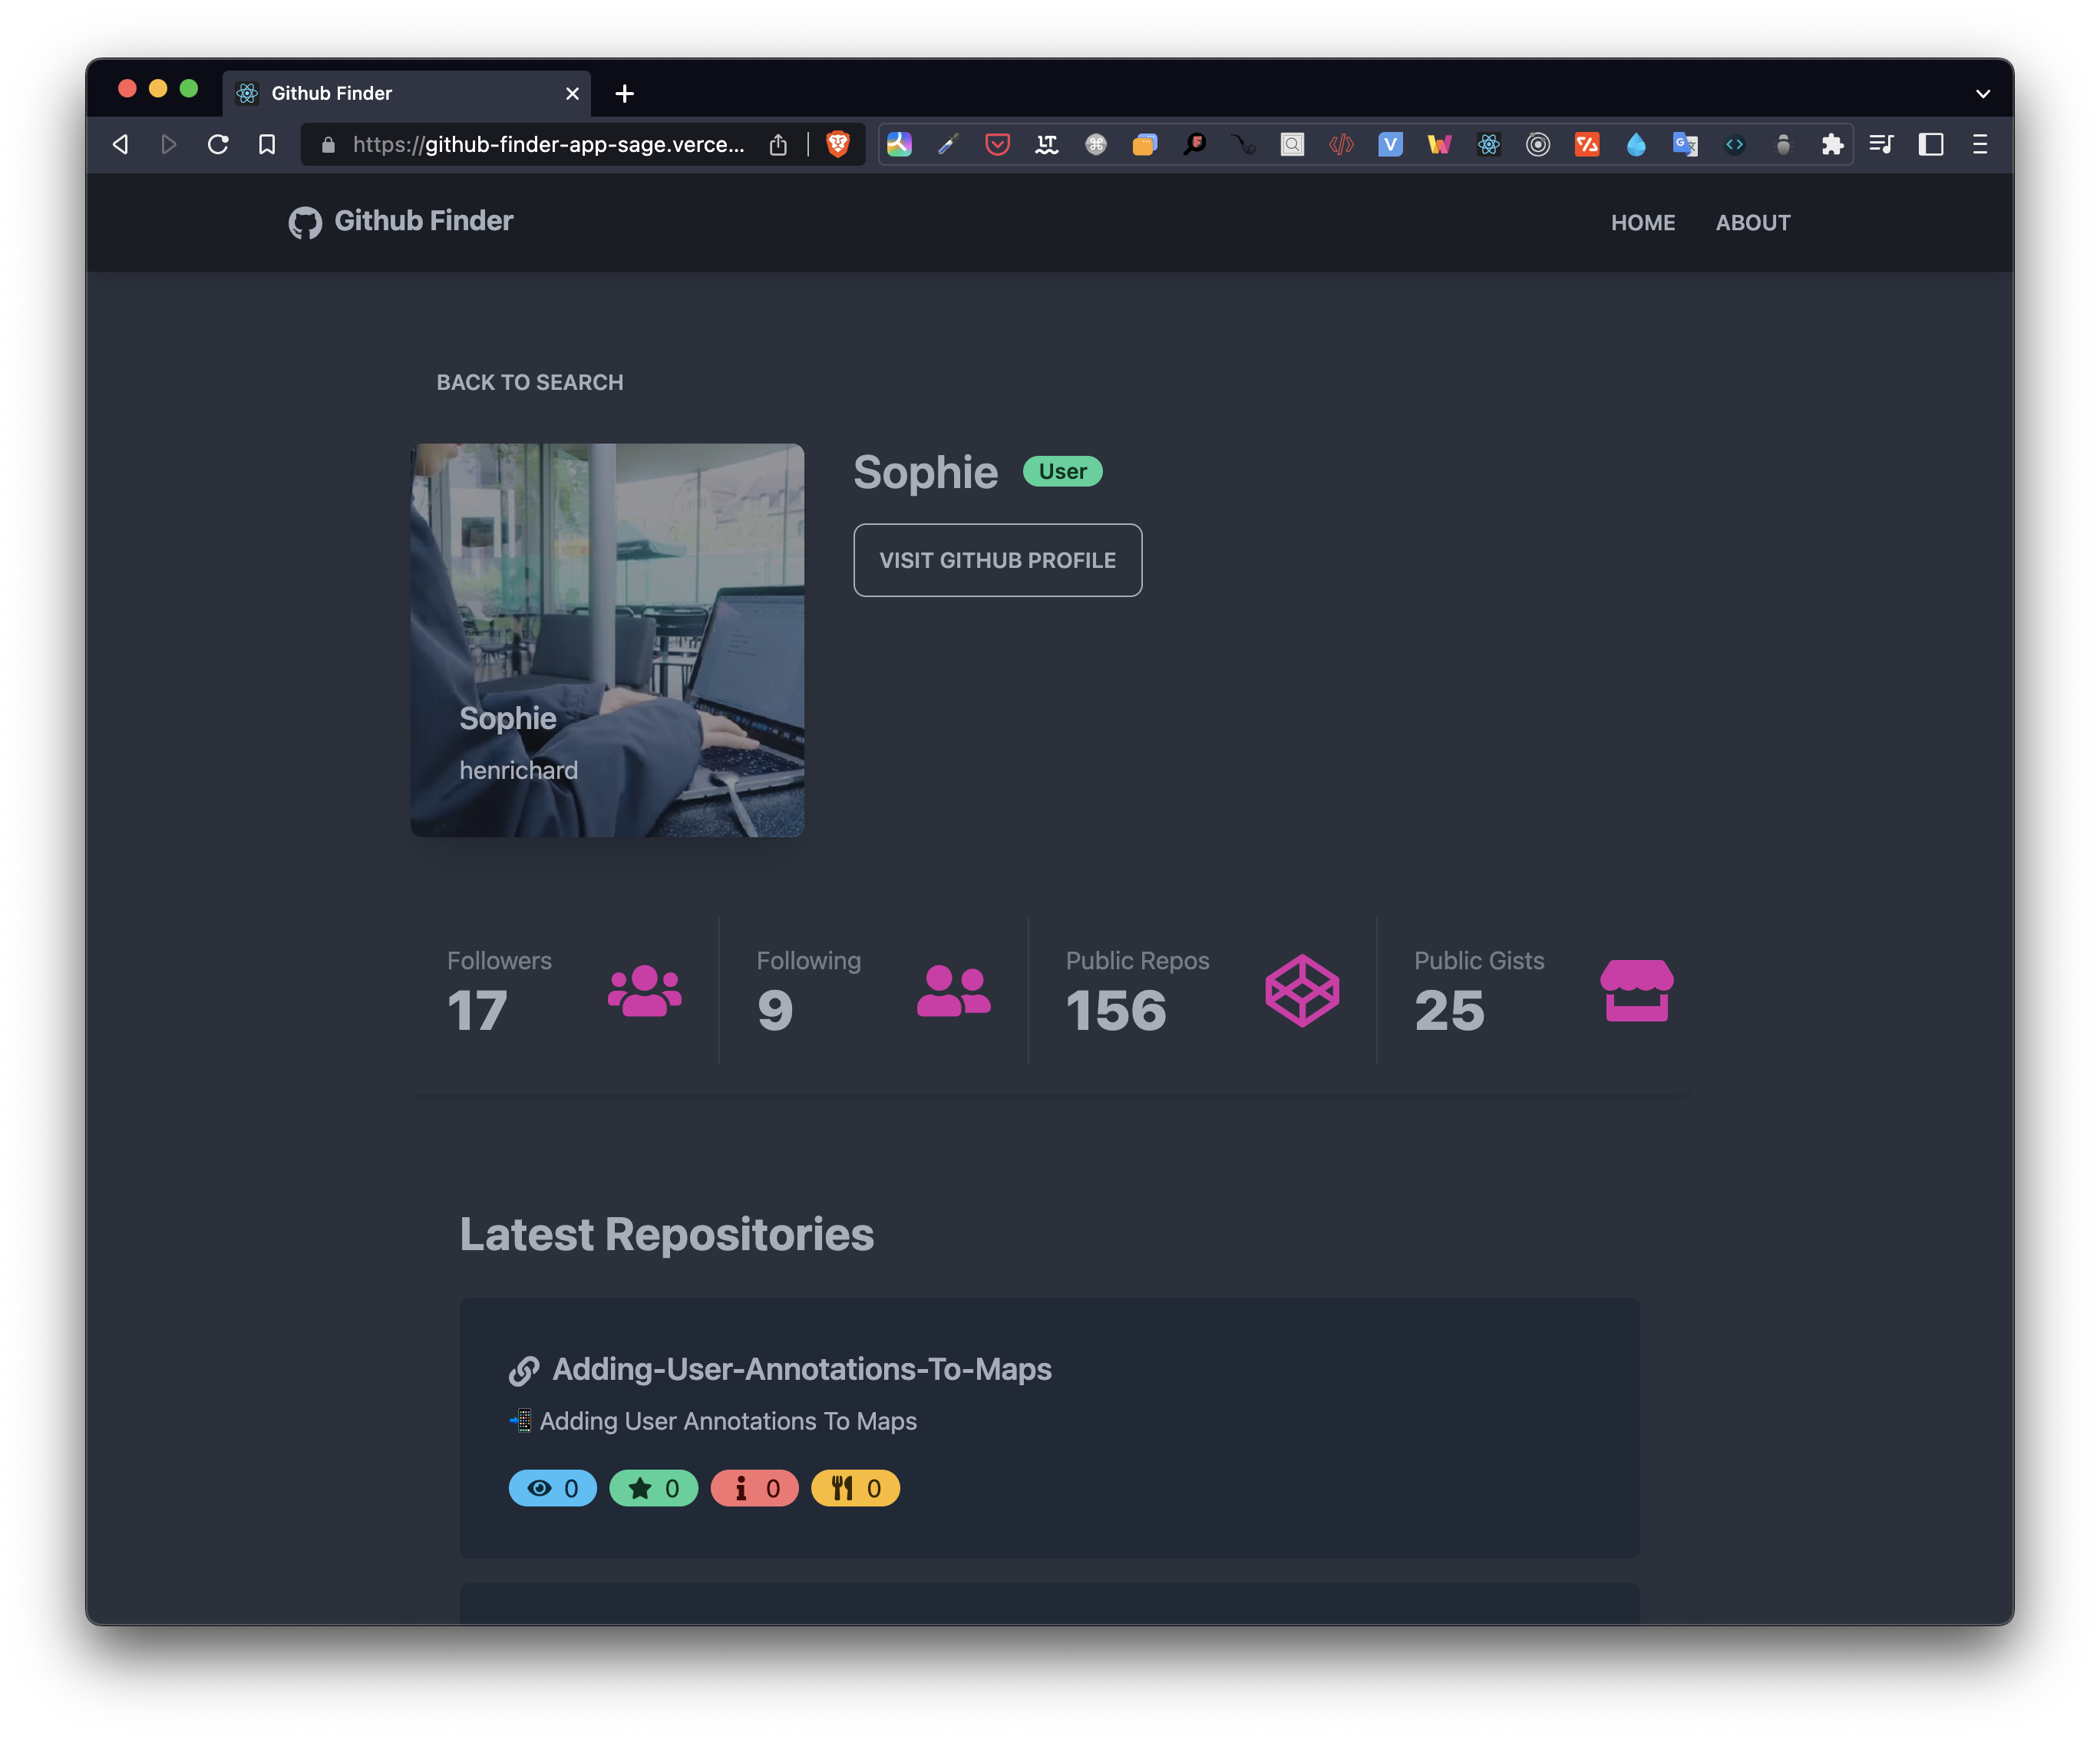 Github Finder
https://github-finder-app-sage.verce...
Github Finder
HOME
ABOUT
BACK TO SEARCH
Sophie
User
VISIT GITHUB PROFILE
Sophie
henrichard
Followers
17
Following
9
Public Repos
156
Public Gists
25
Latest Repositories
Adding-User-Annotations-To-Maps
📲 Adding User Annotations To Maps
0
0
0
0